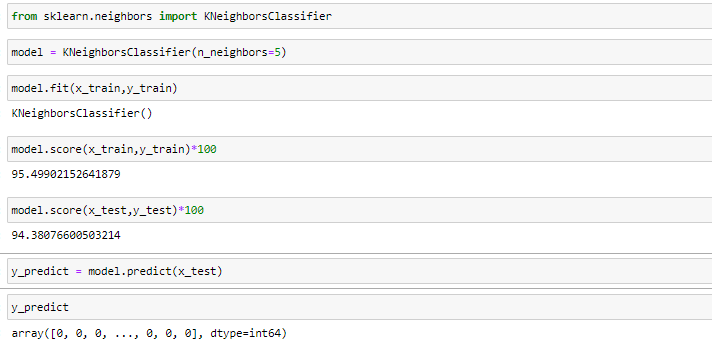 from sklearn.neighbors import KNeighborsClassifier
model = KNeighborsClassifier(n_neighbors=5)
model.fit(x_train,y_train)
KNeighborsClassifier()
model.score(x_train,y_train)*100
95.49902152641879
model.score(x_test,y_test)*100
94.38076600503214
y_predict = model.predict(x_test)
y_predict
array([0, 0, 0, ..., 0, 0, 0], dtype=int64)